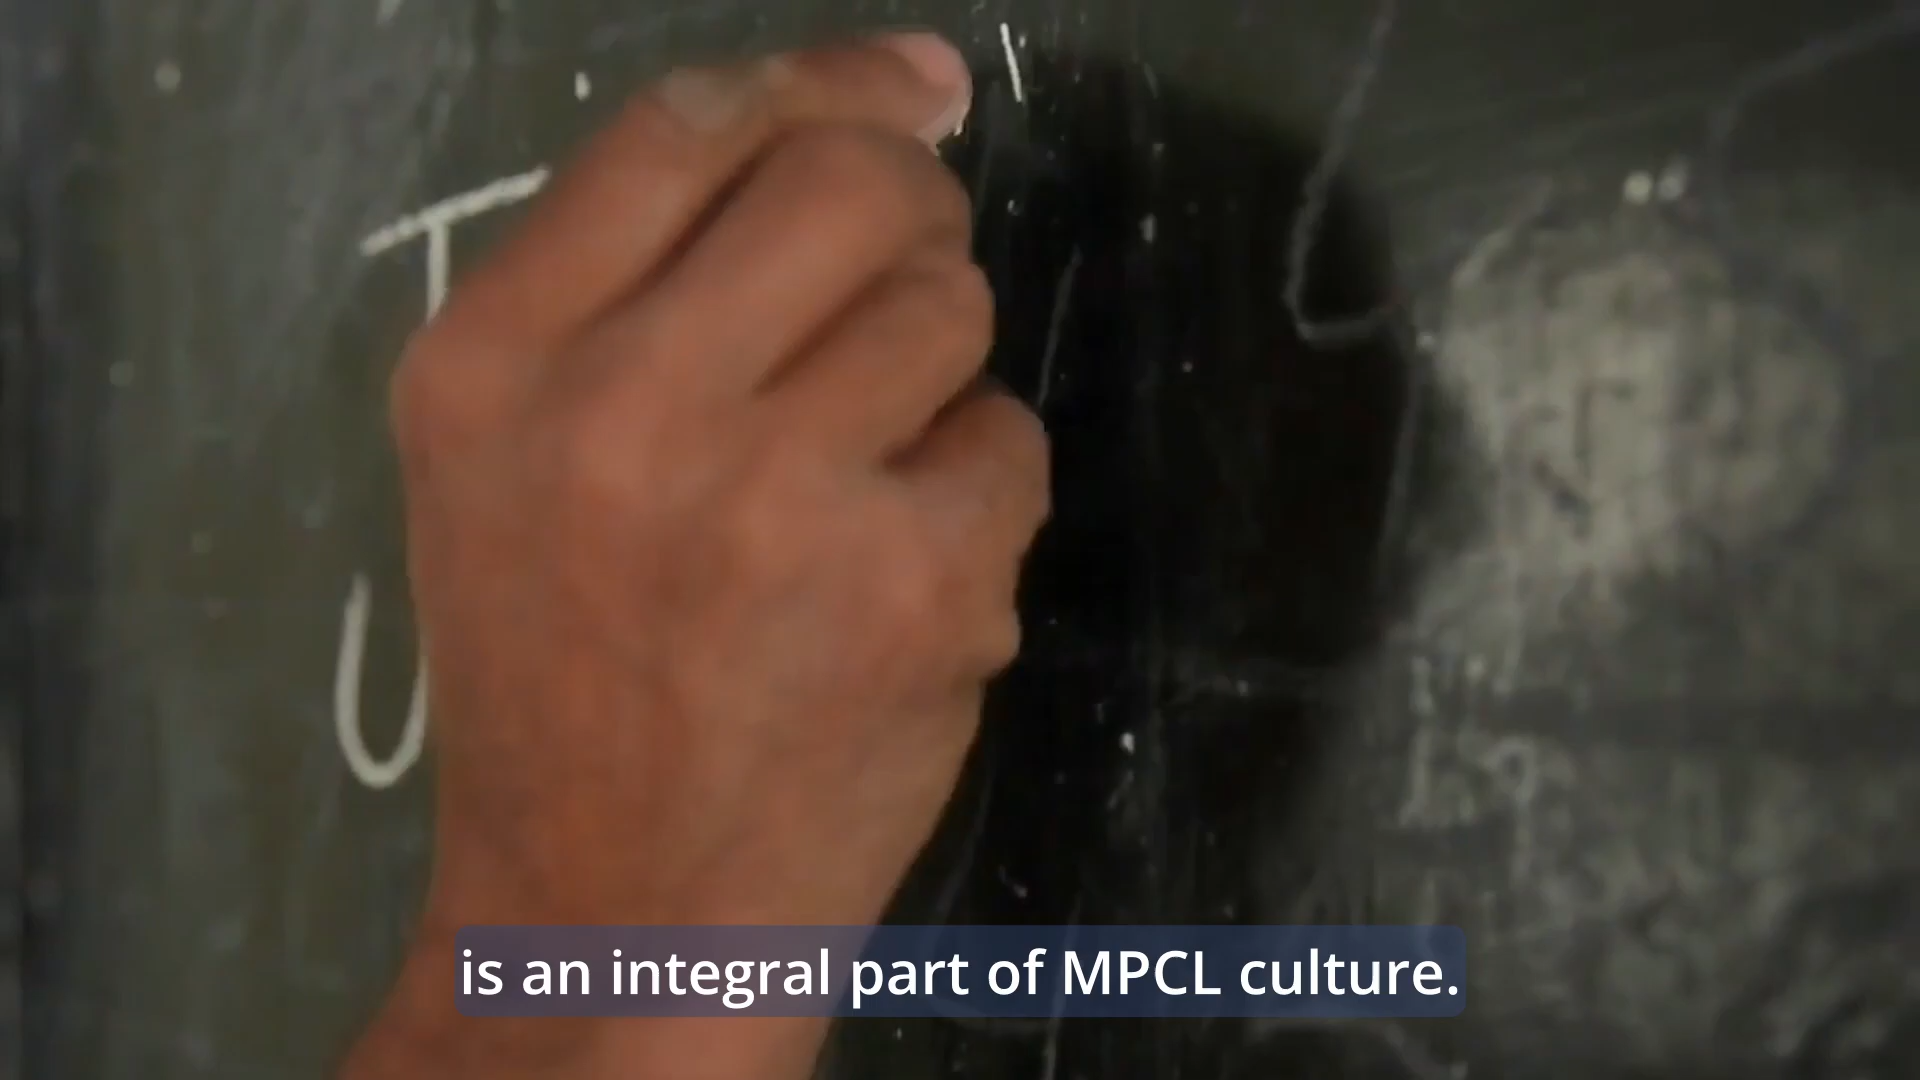 T
U
is an integral part of MPCL culture.